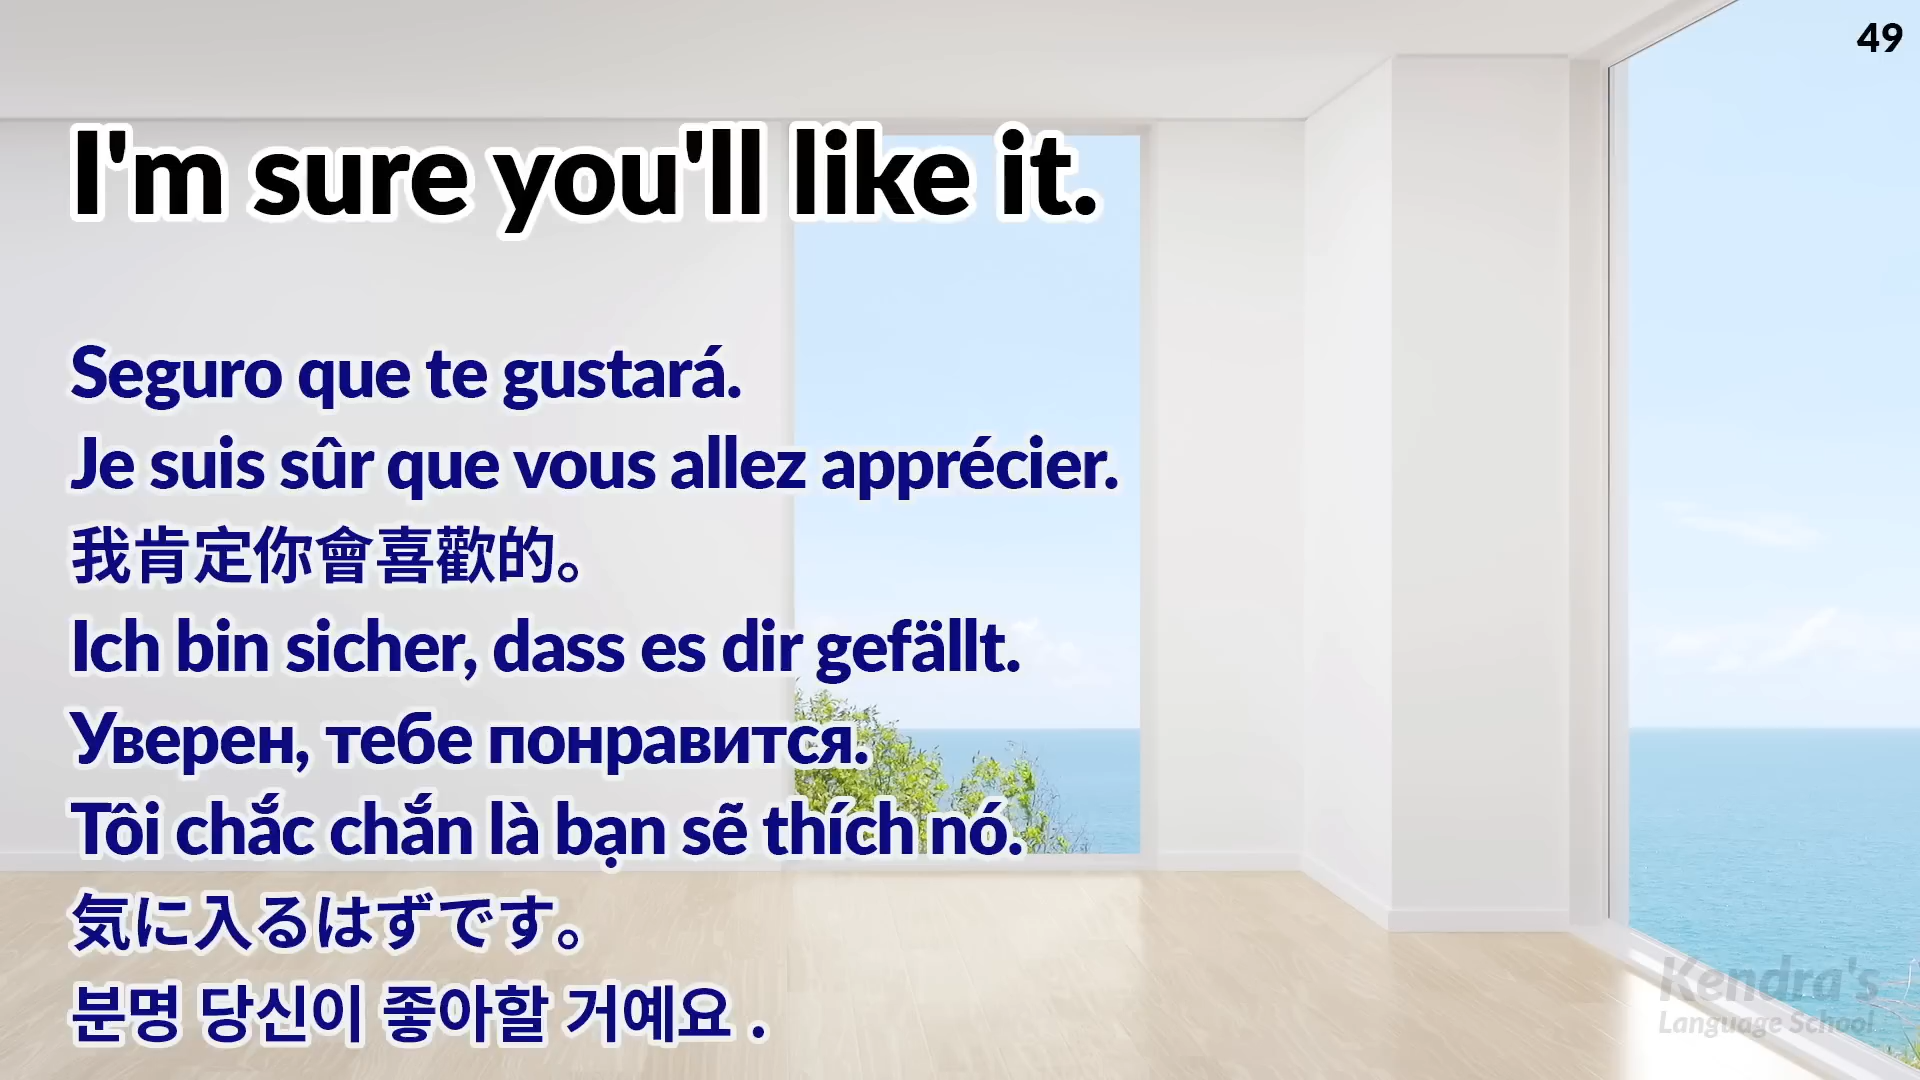 49
I'm sure you'll like it.
Seguro que te gustará.
Je suis sûr que vous allez apprécier.
我肯定你會喜歡的。
Ich bin sicher, dass es dir gefällt.
Уверен, тебе понравится.
Tôi chắc chắn là bạn sẽ thích nó.
気に入るはずです。
분명 당신이 좋아할 거예요 .
Kendra's
Language School